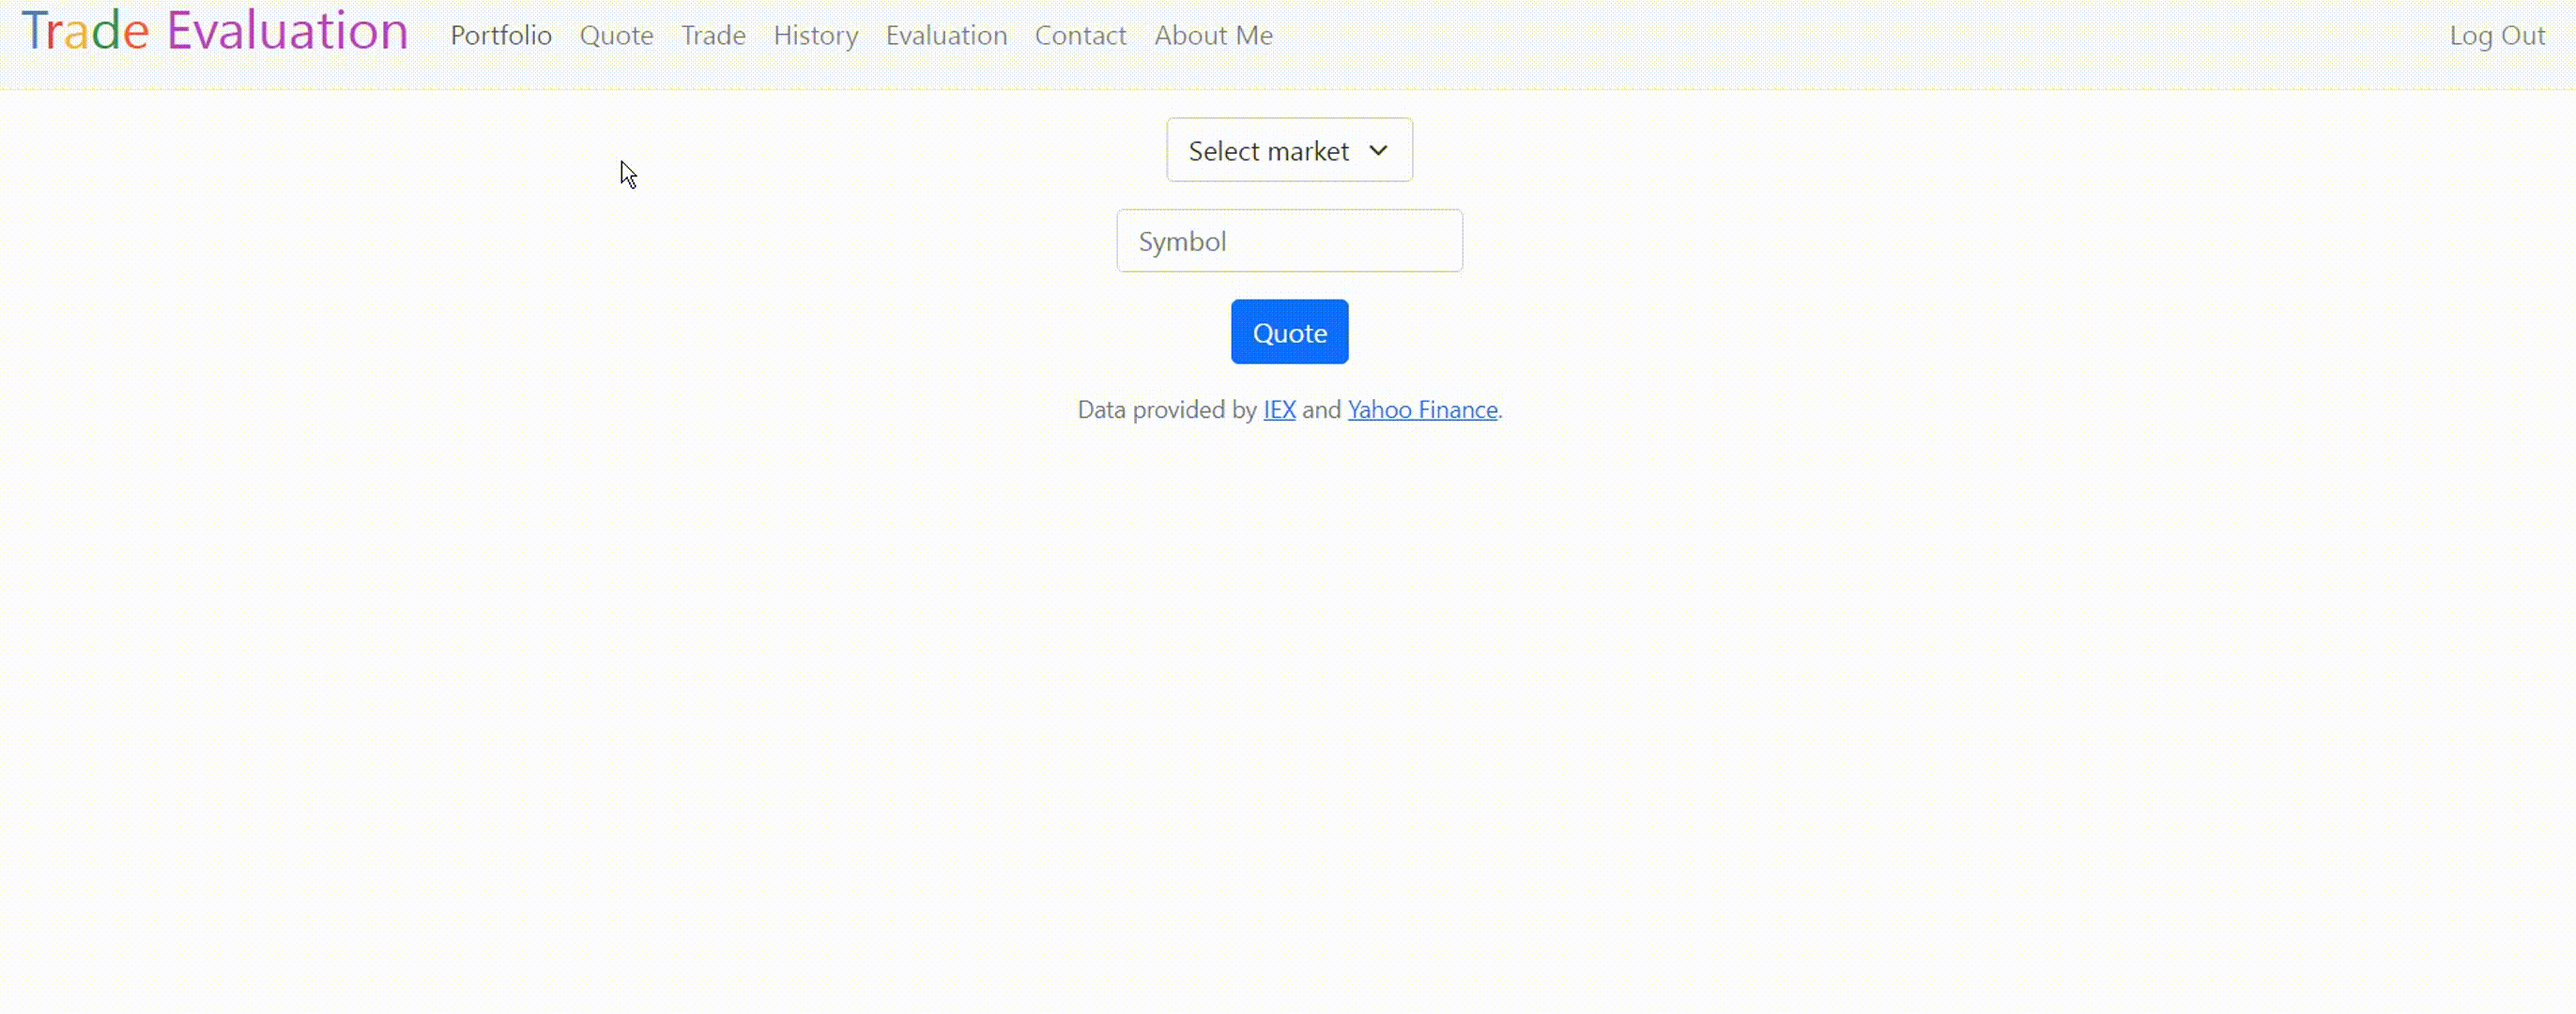 Trade Evaluation Portfolio Quote Trade History Evaluation Contact About Me Log Out
Select market
Symbol
Quote
Data provided by IEX and Yahoo Finance.